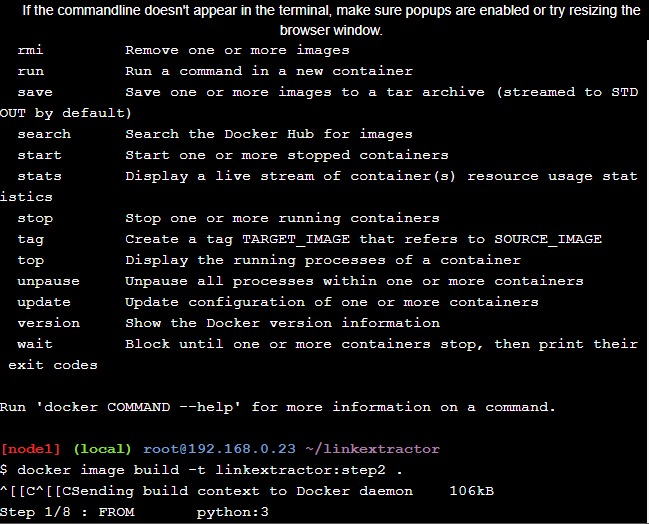 If the commandline doesn't appear in the terminal, make sure popups are enabled or try resizing the
browser window.
rmi Remove one or more images
run Run a command in a new container
save Save one or more images to a tar archive (streamed to STD
OUT by default)
search Search the Docker Hub for images
start Start one or more stopped containers
stats Display a live stream of container(s) resource usage stat
istics
stop Stop one or more running containers
tag Create a tag TARGET_IMAGE that refers to SOURCE_IMAGE
top Display the running processes of a container
unpause Unpause all processes within one or more containers
update Update configuration of one or more containers
version Show the Docker version information
wait Block until one or more containers stop, then print their
exit codes
Run 'docker COMMAND --help' for more information on a command.
[node1] (local) root@192.168.0.23 ~/linkextractor
$ docker image build -t linkextractor:step2 .
^[[C^[[CSending build context to Docker daemon 106kB
Step 1/8 : FROM python:3